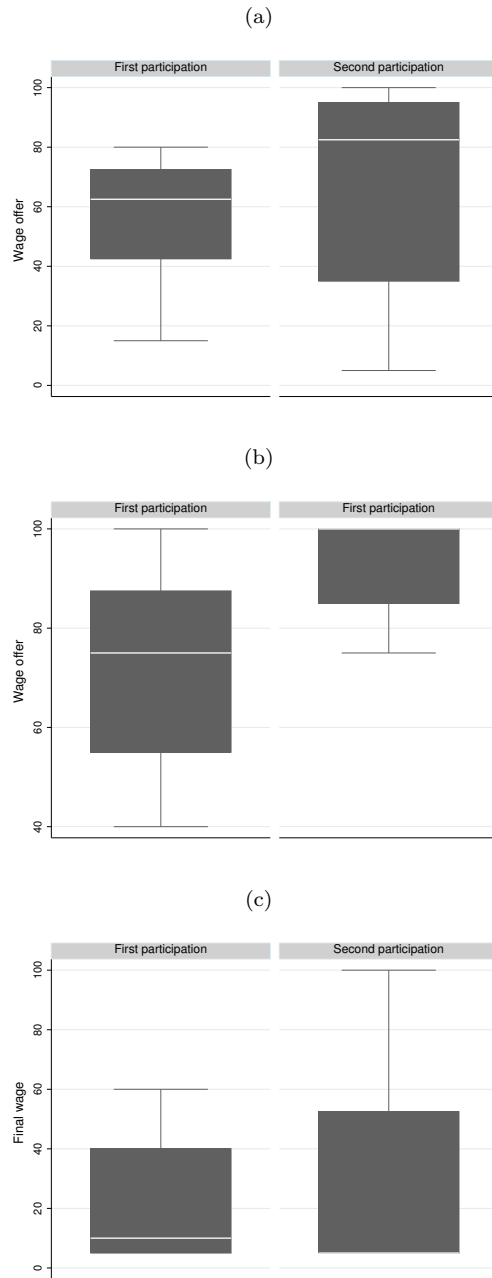 (a)
First participation Second participation
Wage offer
0 20 40 60 80 100
(b)
First participation First participation
Wage offer
40 60 80 100
(c)
First participation Second participation
Final wage
0 20 40 60 80 100